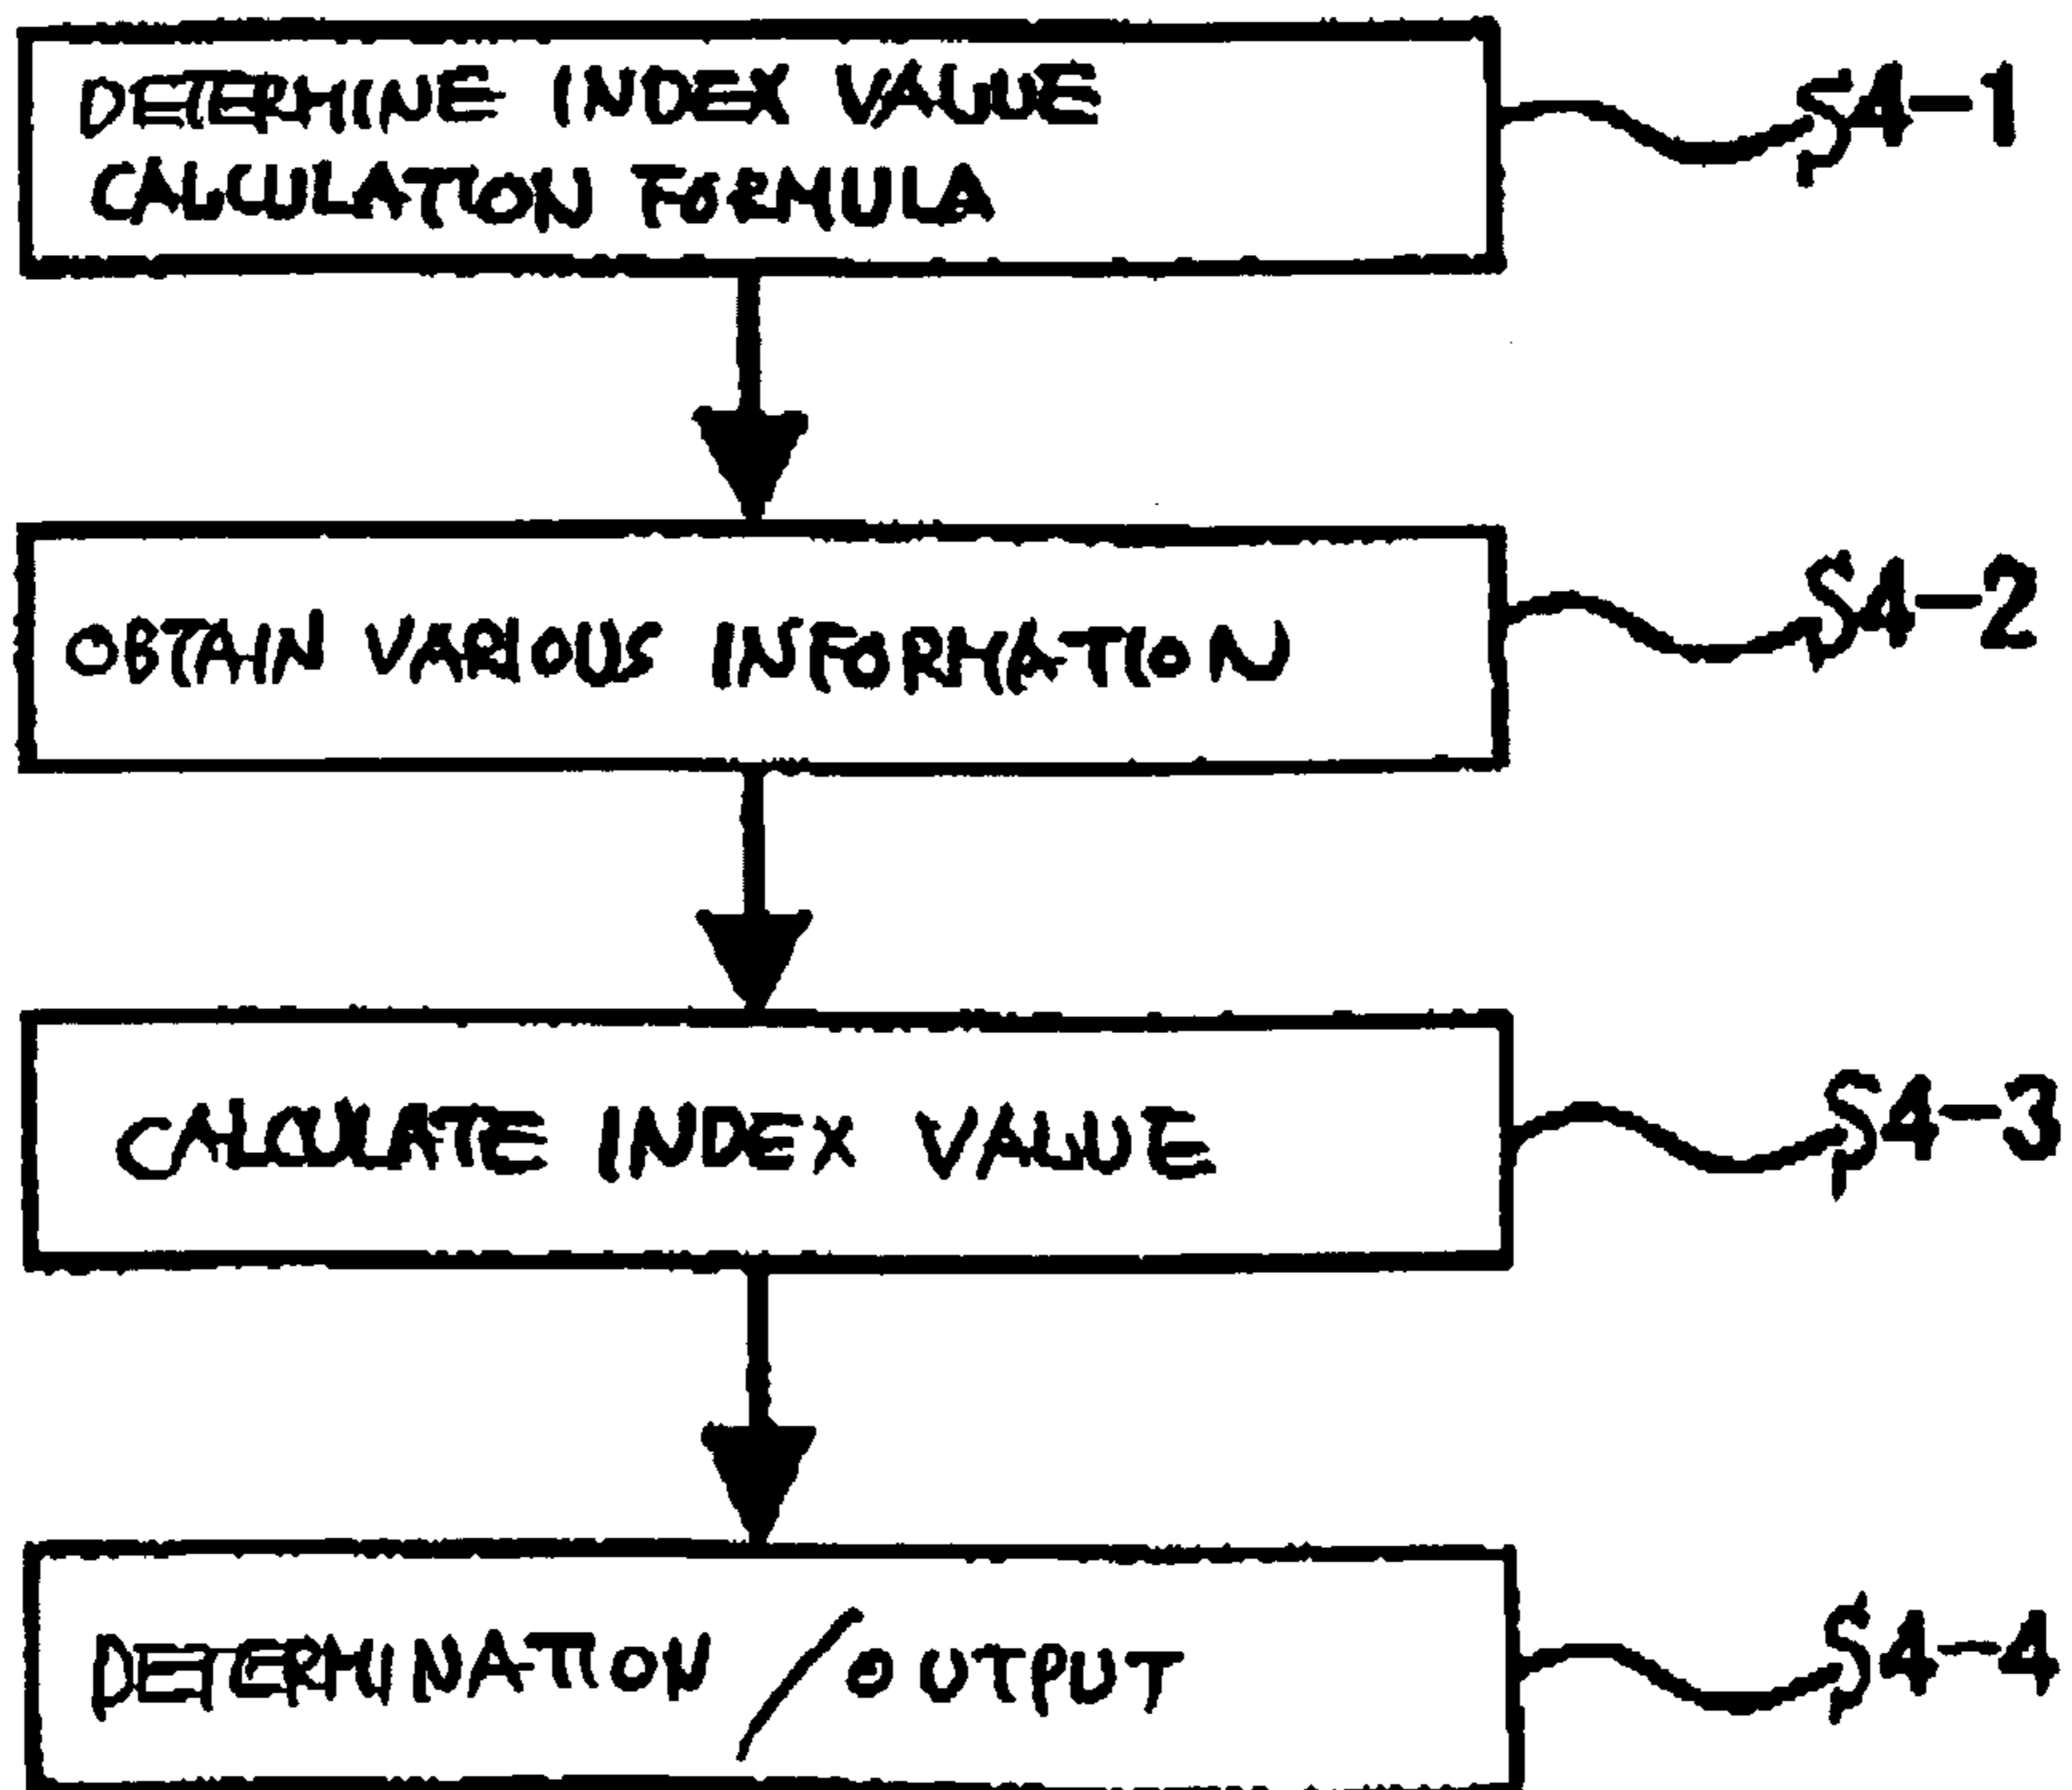 DETERMINE INDEX VALUE
CALCULATION FORMULA
S4-1
OBTAIN VARIOUS INFORMATION
S4-2
CALCULATE INDEX VALUE
S4-3
DETERMINATION / OUTPUT
S4-4